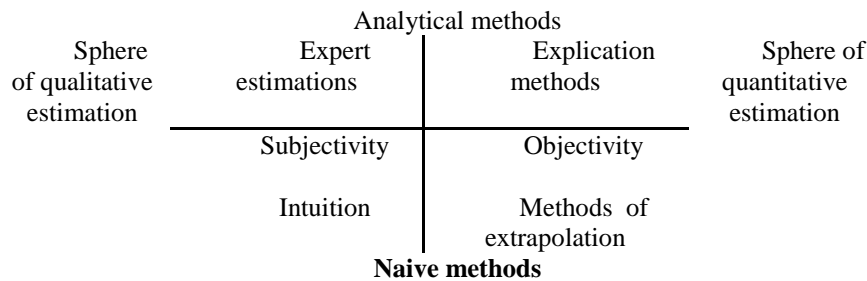 Analytical methods
Sphere Expert Explication Sphere of
of qualitative estimations methods quantitative
estimation estimation
Subjectivity Objectivity
Intuition Methods of
extrapolation
Naive methods